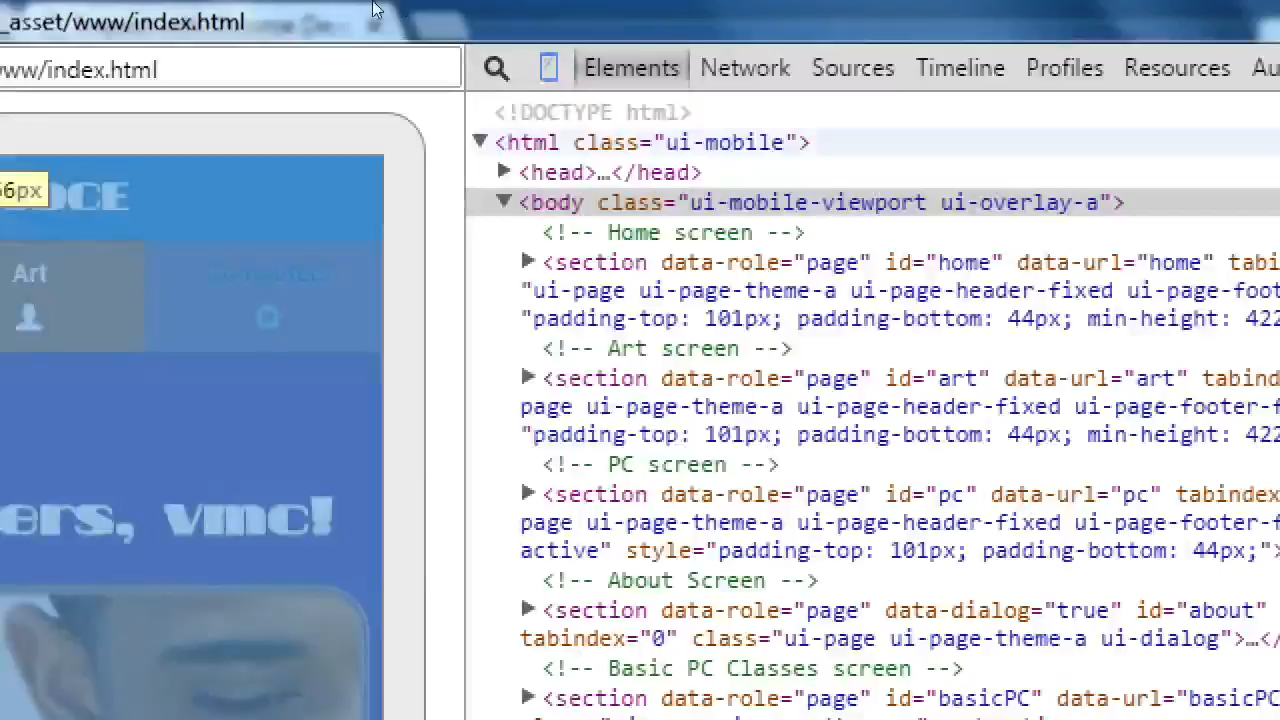 _asset/www/index.html
www/index.html
Elements Network Sources Timeline Profiles Resources Au
<!DOCTYPE html>
<html class="ui-mobile">
<head>…</head>
<body class="ui-mobile-viewport ui-overlay-a">
<!-- Home screen -->
<section data-role="page" id="home" data-url="home" tabi
"ui-page ui-page-theme-a ui-page-header-fixed ui-page-foot
"padding-top: 101px; padding-bottom: 44px; min-height: 422
<!-- Art screen -->
<section data-role="page" id="art" data-url="art" tabind
page ui-page-theme-a ui-page-header-fixed ui-page-footer-f
"padding-top: 101px; padding-bottom: 44px; min-height: 422
<!-- PC screen -->
<section data-role="page" id="pc" data-url="pc" tabindex
page ui-page-theme-a ui-page-header-fixed ui-page-footer-f
active" style="padding-top: 101px; padding-bottom: 44px;">
<!-- About Screen -->
<section data-role="page" data-dialog="true" id="about"
tabindex="0" class="ui-page ui-page-theme-a ui-dialog">…</
<!-- Basic PC Classes screen -->
<section data-role="page" id="basicPC" data-url="basicPC
56px
Art
ers, vmc!